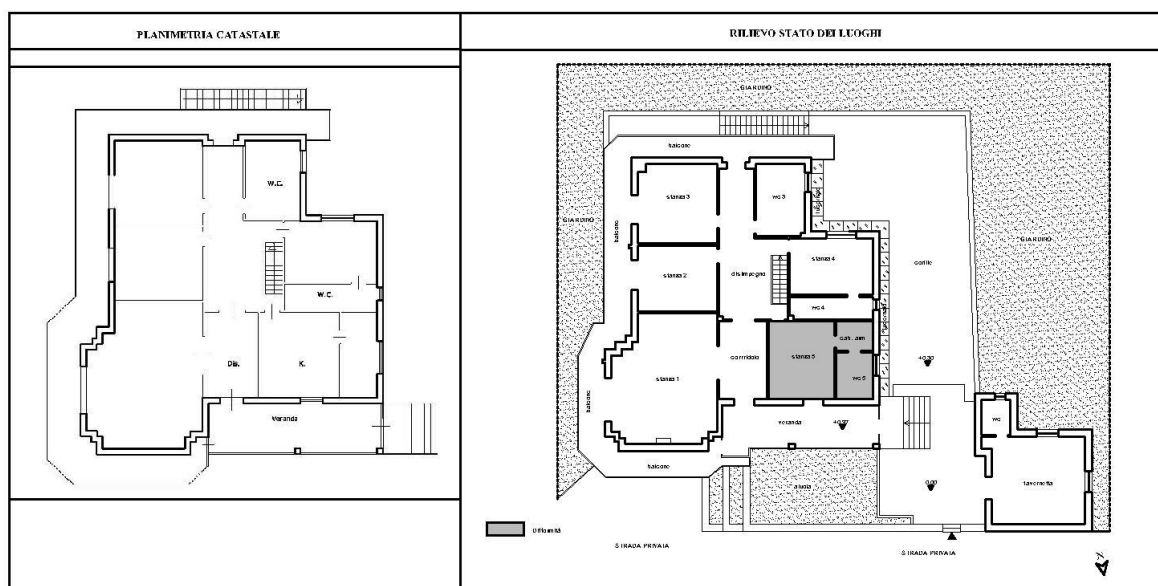 PLANIMETRIA CATASTALE
W.C.
W.C.
Dis.
K.
Veranda
RILIEVO STATO DEI LUOGHI
GIARDINO
balcone
stanza 3
wc 3
GIARDINO
balcone
GIARDINO
stanza 4
disimpegno
cortile
stanza 2
wc 4
stanza 5
corridoio
stanza 1
wc 5
balcone
veranda
wc
tavernetta
balcone
aiuola
0.00
Difformità
STRADA PRIVATA
STRADA PRIVATA